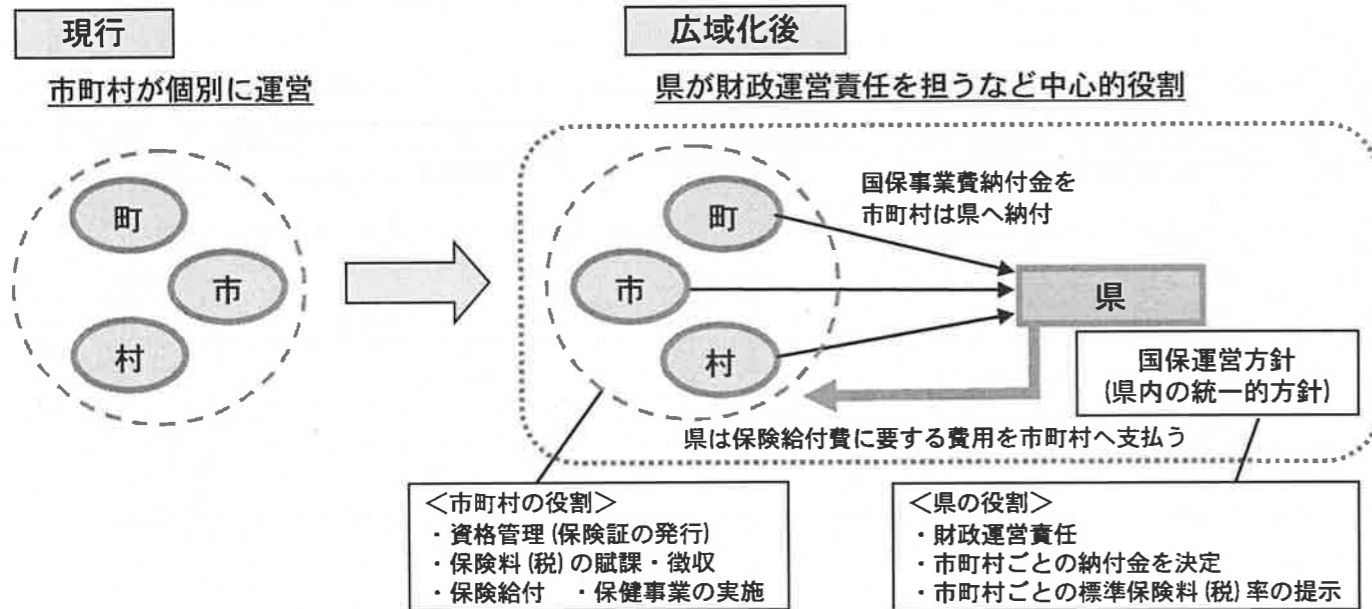 現行
市町村が個別に運営
町
市
村
広域化後
県が財政運営責任を担うなど中心的役割
町
市
村
国保事業費納付金を
市町村は県へ納付
県
国保運営方針
(県内の統一的方針)
県は保険給付費に要する費用を市町村へ支払う
＜市町村の役割＞
・資格管理(保険証の発行)
・保険料(税)の賦課・徴収
・保険給付　・保健事業の実施
＜県の役割＞
・財政運営責任
・市町村ごとの納付金を決定
・市町村ごとの標準保険料(税)率の提示